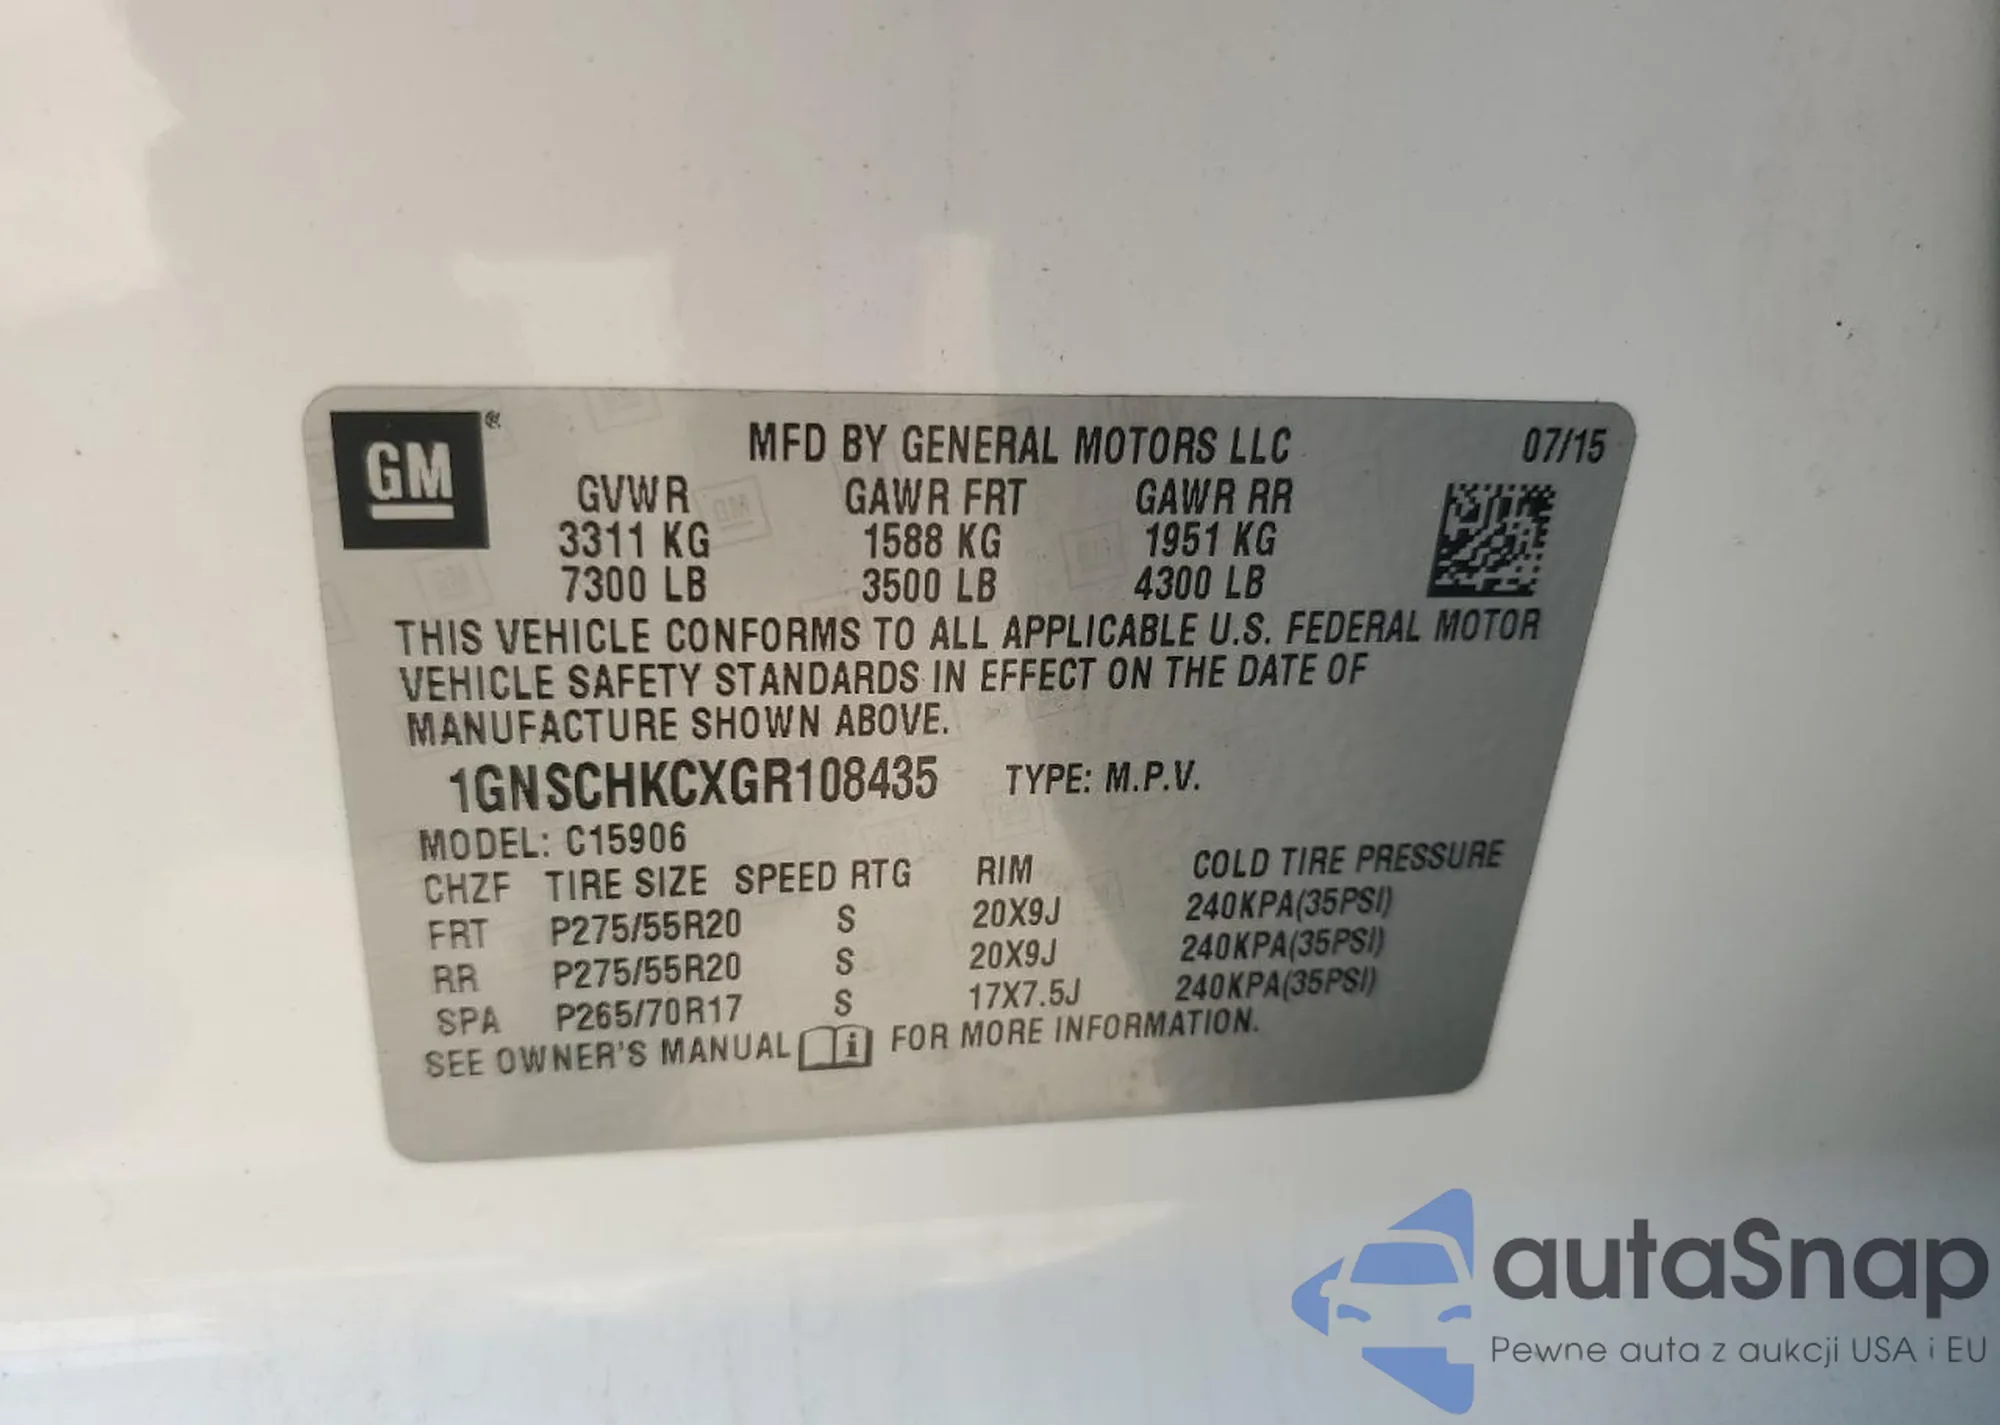 GM®
MFD BY GENERAL MOTORS LLC 07/15
GVWR GAWR FRT GAWR RR
3311 KG 1588 KG 1951 KG
7300 LB 3500 LB 4300 LB
THIS VEHICLE CONFORMS TO ALL APPLICABLE U.S. FEDERAL MOTOR
VEHICLE SAFETY STANDARDS IN EFFECT ON THE DATE OF
MANUFACTURE SHOWN ABOVE.
1GNSCHKCXGR108435 TYPE: M.P.V.
MODEL: C15906
CHZF TIRE SIZE SPEED RTG RIM COLD TIRE PRESSURE
FRT P275/55R20 S 20X9J 240KPA(35PSI)
RR P275/55R20 S 20X9J 240KPA(35PSI)
SPA P265/70R17 S 17X7.5J 240KPA(35PSI)
SEE OWNER'S MANUAL i FOR MORE INFORMATION.
autaSnap
Pewne auta z aukcji USA i EU